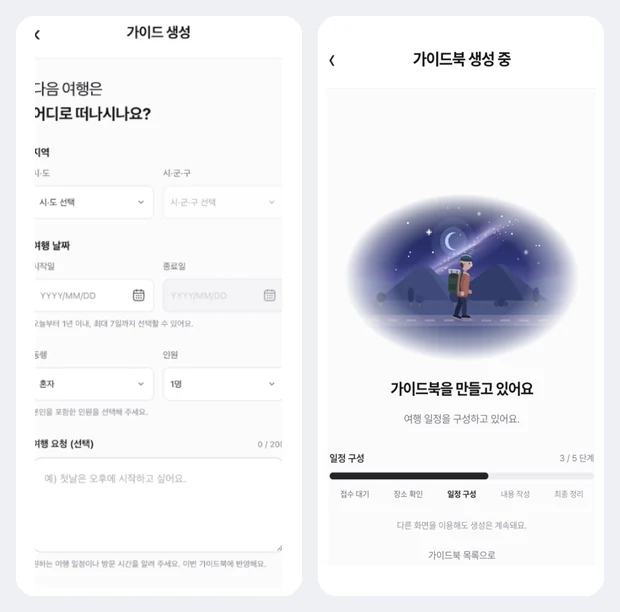 가이드 생성
다음 여행은
어디로 떠나시나요?
지역
시·도
시·군·구
시·도 선택
시·군·구 선택
여행 날짜
시작일
종료일
YYYY/MM/DD
YYYY/MM/DD
오늘부터 1년 이내, 최대 7일까지 선택할 수 있어요.
동행
인원
혼자
1명
본인을 포함한 인원을 선택해 주세요.
여행 요청 (선택)
0 / 200
예) 첫날은 오후에 시작하고 싶어요.
원하는 여행 일정이나 방문 시간을 알려 주세요. 이번 가이드북에 반영해요.
가이드북 생성 중
가이드북을 만들고 있어요
여행 일정을 구성하고 있어요.
일정 구성
3 / 5 단계
접수 대기
장소 확인
일정 구성
내용 작성
최종 정리
다른 화면을 이용해도 생성은 계속돼요.
가이드북 목록으로